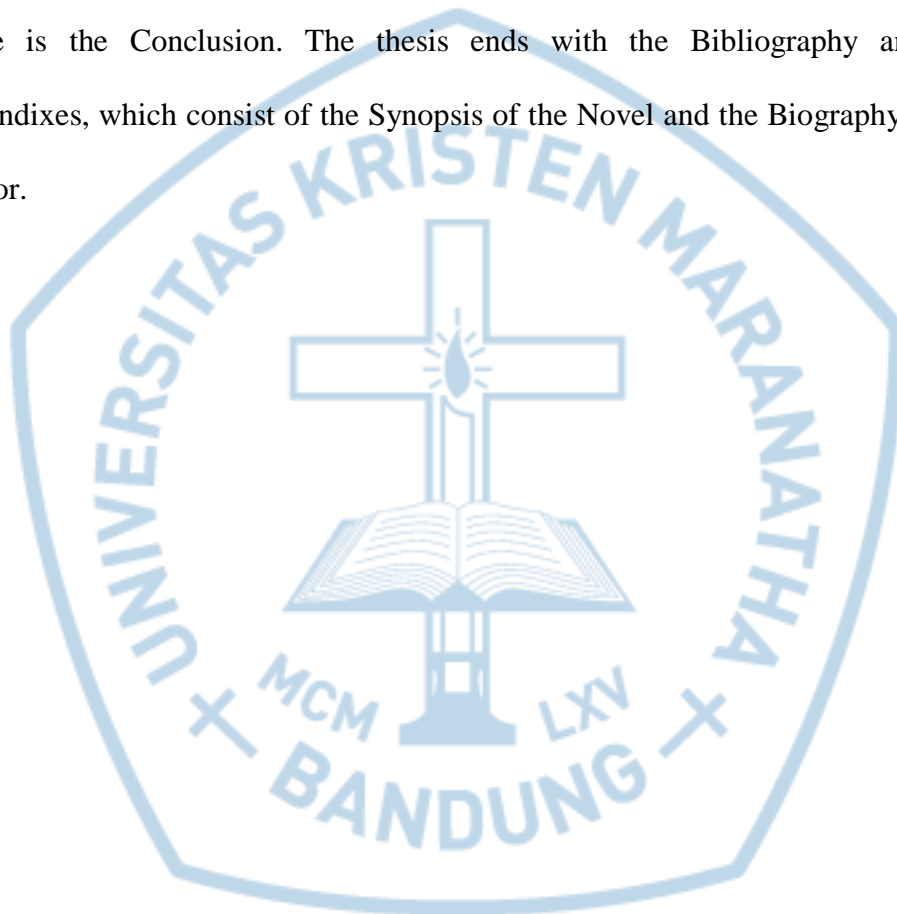 e is the Conclusion. The thesis ends with the Bibliography a
ndixes, which consist of the Synopsis of the Novel and the Biography
or.
UNIVERSITAS KRISTEN MARANATHA
MCM LXV
BANDUNG